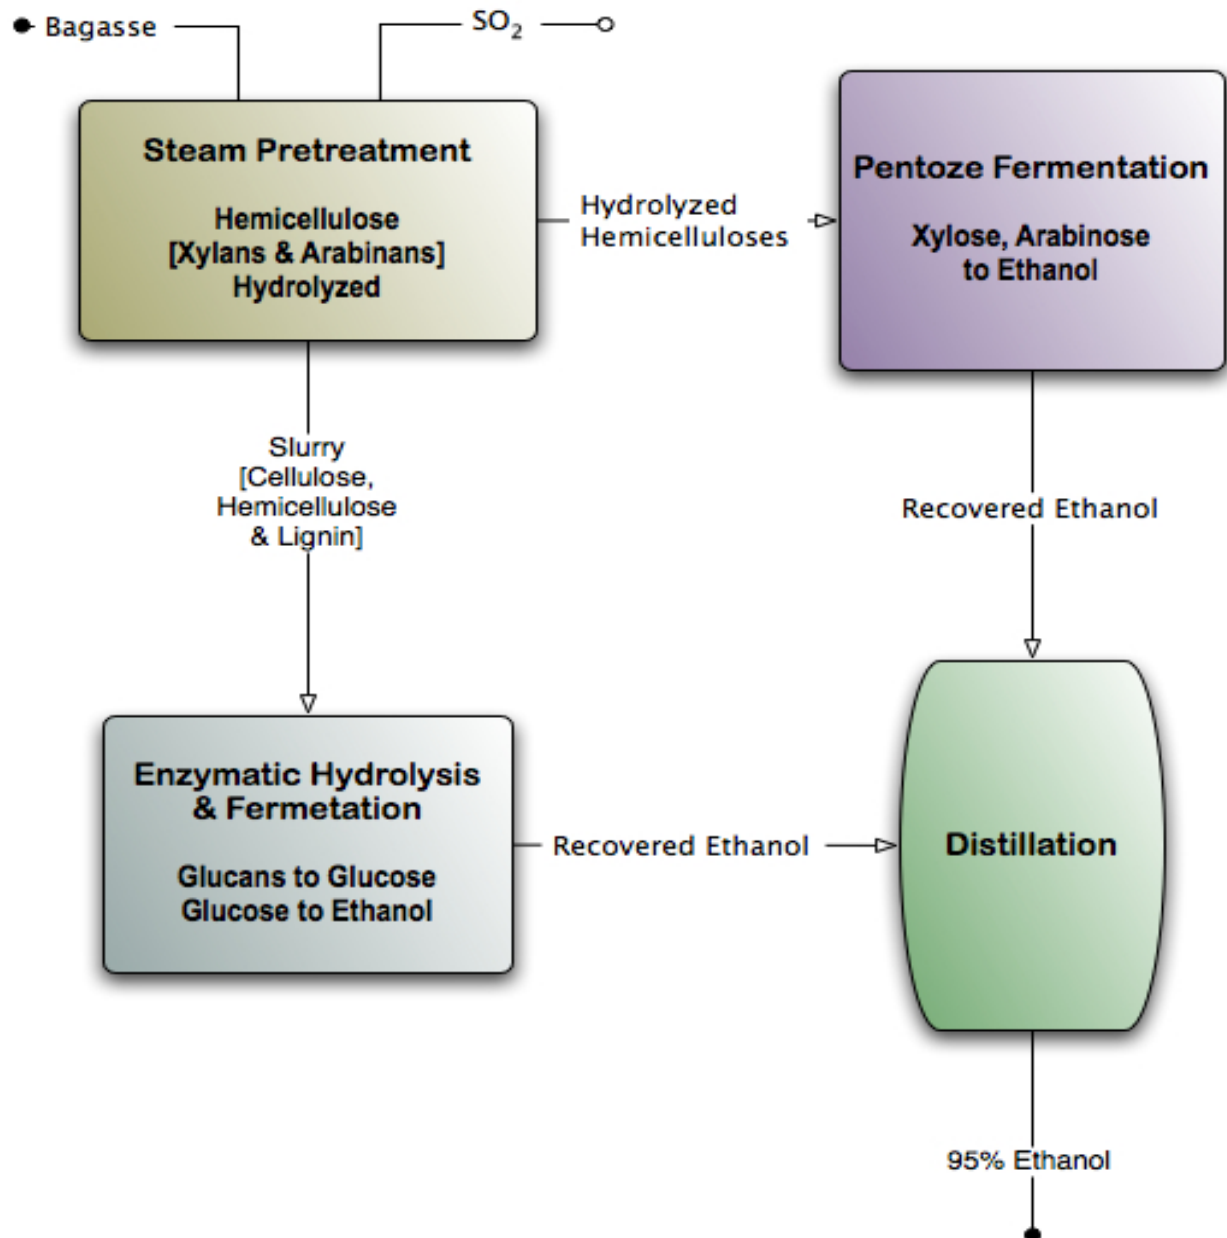 Bagasse
SO₂
Steam Pretreatment
Hemicellulose
[Xylans & Arabinans]
Hydrolyzed
Hydrolyzed
Hemicelluloses
Pentoze Fermentation
Xylose, Arabinose
to Ethanol
Slurry
[Cellulose,
Hemicellulose
& Lignin]
Recovered Ethanol
Enzymatic Hydrolysis
& Fermetation
Glucans to Glucose
Glucose to Ethanol
Recovered Ethanol
Distillation
95% Ethanol